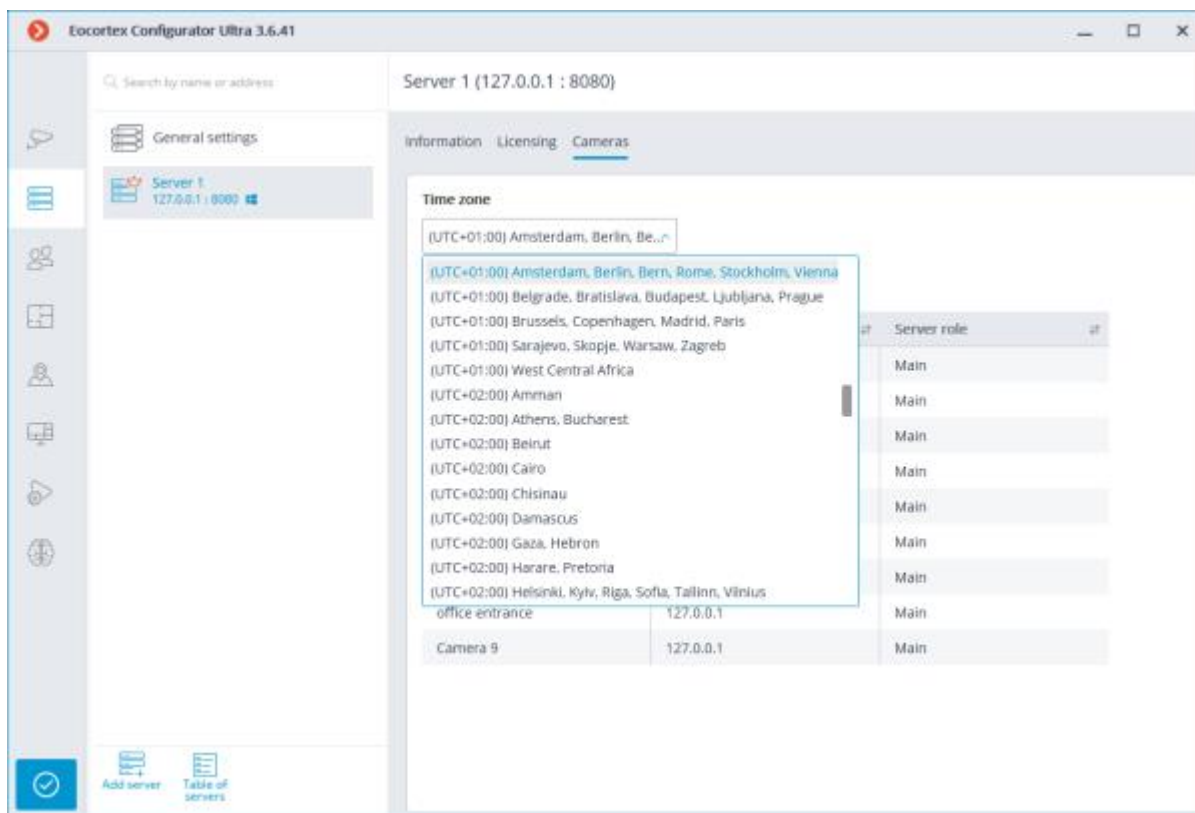 Eocortex Configurator Ultra 3.6.41
Search by name or address
Server 1 (127.0.0.1 : 8080)
General settings
Information Licensing Cameras
Server 1
127.0.0.1 : 8080
Time zone
(UTC+01:00) Amsterdam, Berlin, Be...
(UTC+01:00) Amsterdam, Berlin, Bern, Rome, Stockholm, Vienna
(UTC+01:00) Belgrade, Bratislava, Budapest, Ljubljana, Prague
(UTC+01:00) Brussels, Copenhagen, Madrid, Paris
Server role
(UTC+01:00) Sarajevo, Skopje, Warsaw, Zagreb
(UTC+01:00) West Central Africa
Main
(UTC+02:00) Amman
Main
(UTC+02:00) Athens, Bucharest
(UTC+02:00) Beirut
Main
(UTC+02:00) Cairo
Main
(UTC+02:00) Chisinau
Main
(UTC+02:00) Damascus
(UTC+02:00) Gaza, Hebron
Main
(UTC+02:00) Harare, Pretoria
Main
(UTC+02:00) Helsinki, Kyiv, Riga, Sofia, Tallinn, Vilnius
office entrance 127.0.0.1 Main
Camera 9 127.0.0.1 Main
Add server
Table of
servers